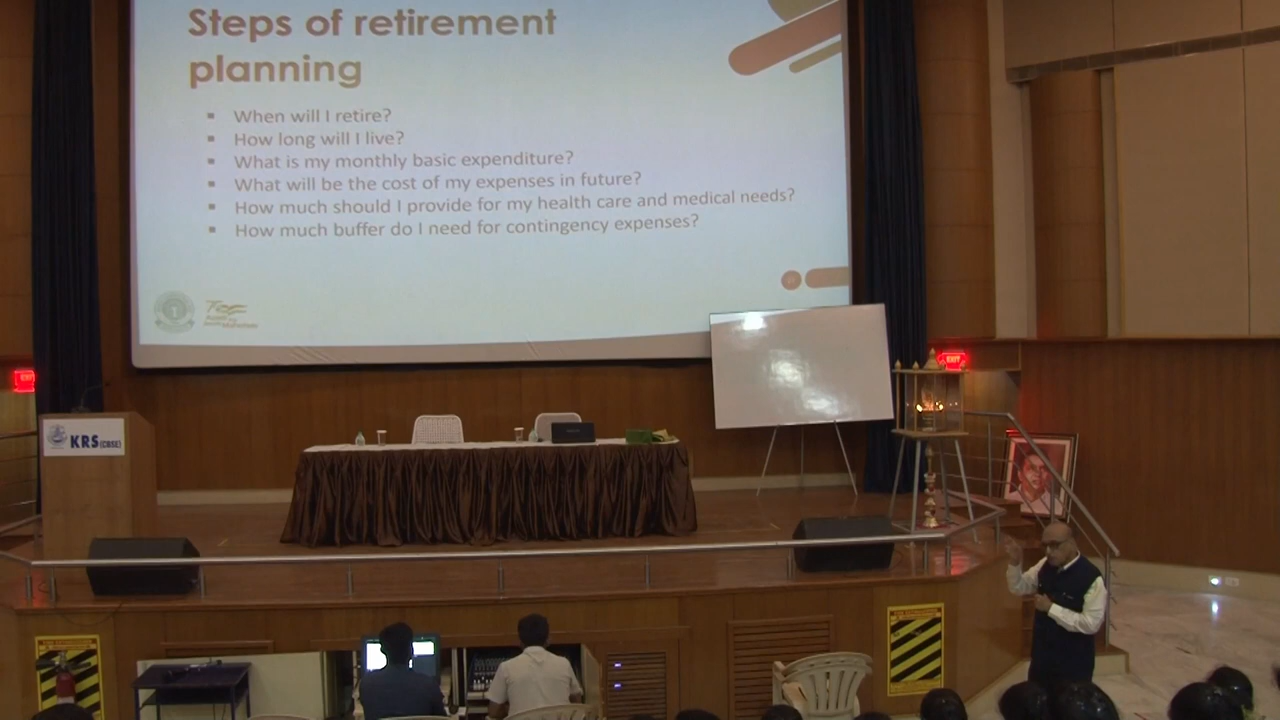 Steps of retirement
planning
▪ When will I retire?
▪ How long will I live?
▪ What is my monthly basic expenditure?
▪ What will be the cost of my expenses in future?
▪ How much should I provide for my health care and medical needs?
▪ How much buffer do I need for contingency expenses?
EXIT
KRS (CBSE)